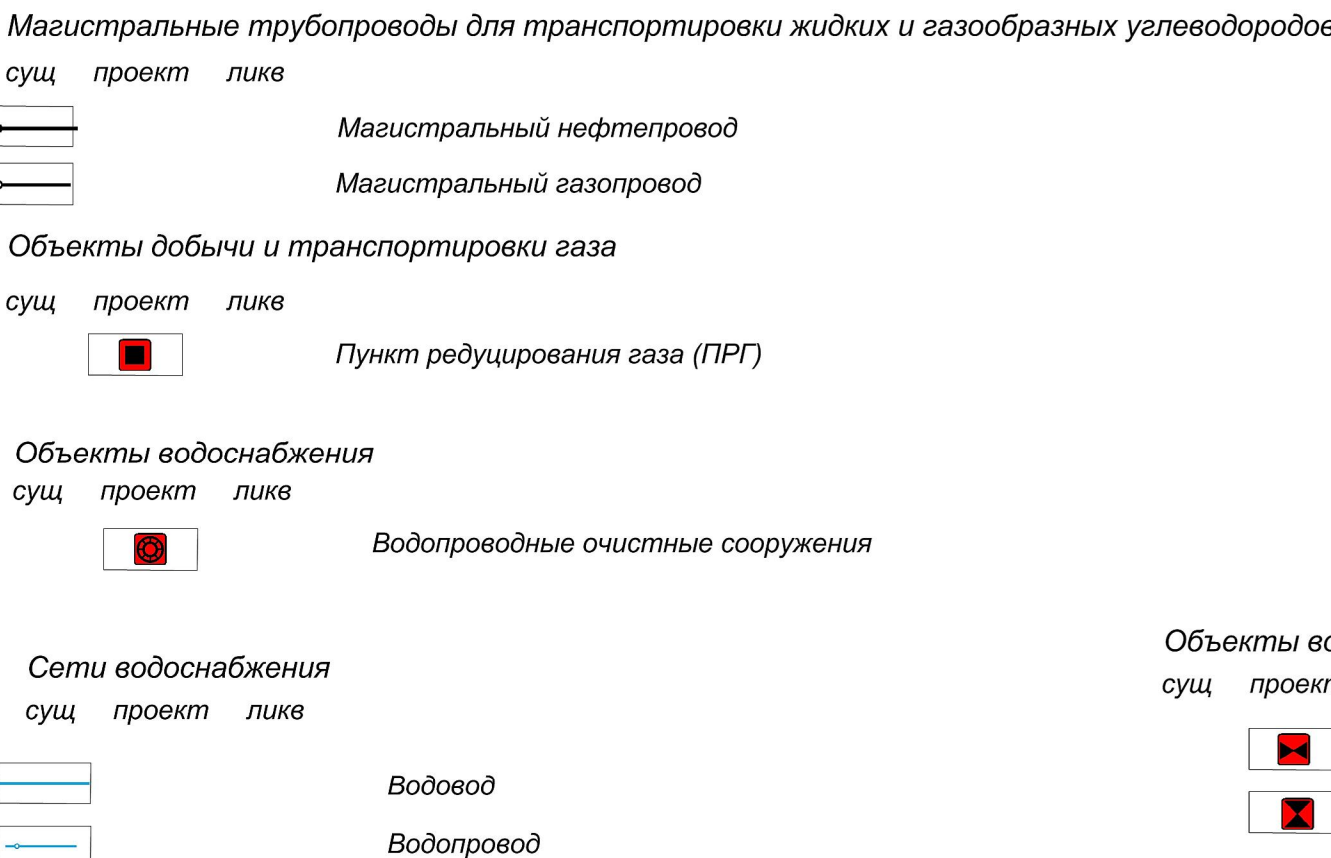 Магистральные трубопроводы для транспортировки жидких и газообразных углеводородов
сущ проект ликв
Магистральный нефтепровод
Магистральный газопровод
Объекты добычи и транспортировки газа
сущ проект ликв
Пункт редуцирования газа (ПРГ)
Объекты водоснабжения
сущ проект ликв
Водопроводные очистные сооружения
Сети водоснабжения
сущ проект ликв
Водовод
Водопровод
Объекты
сущ проект